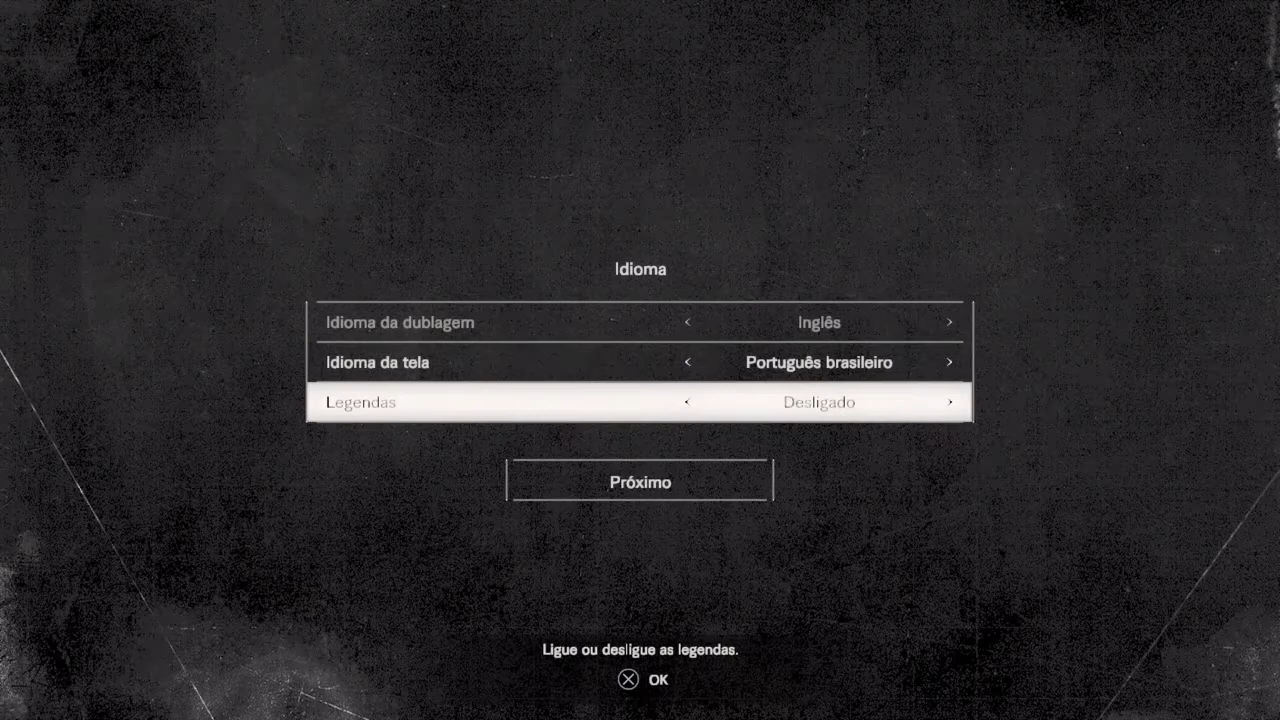 Idioma
Idioma da dublagem < Inglês >
Idioma da tela < Português brasileiro >
Legendas < Desligado >
Próximo
Ligue ou desligue as legendas.
OK